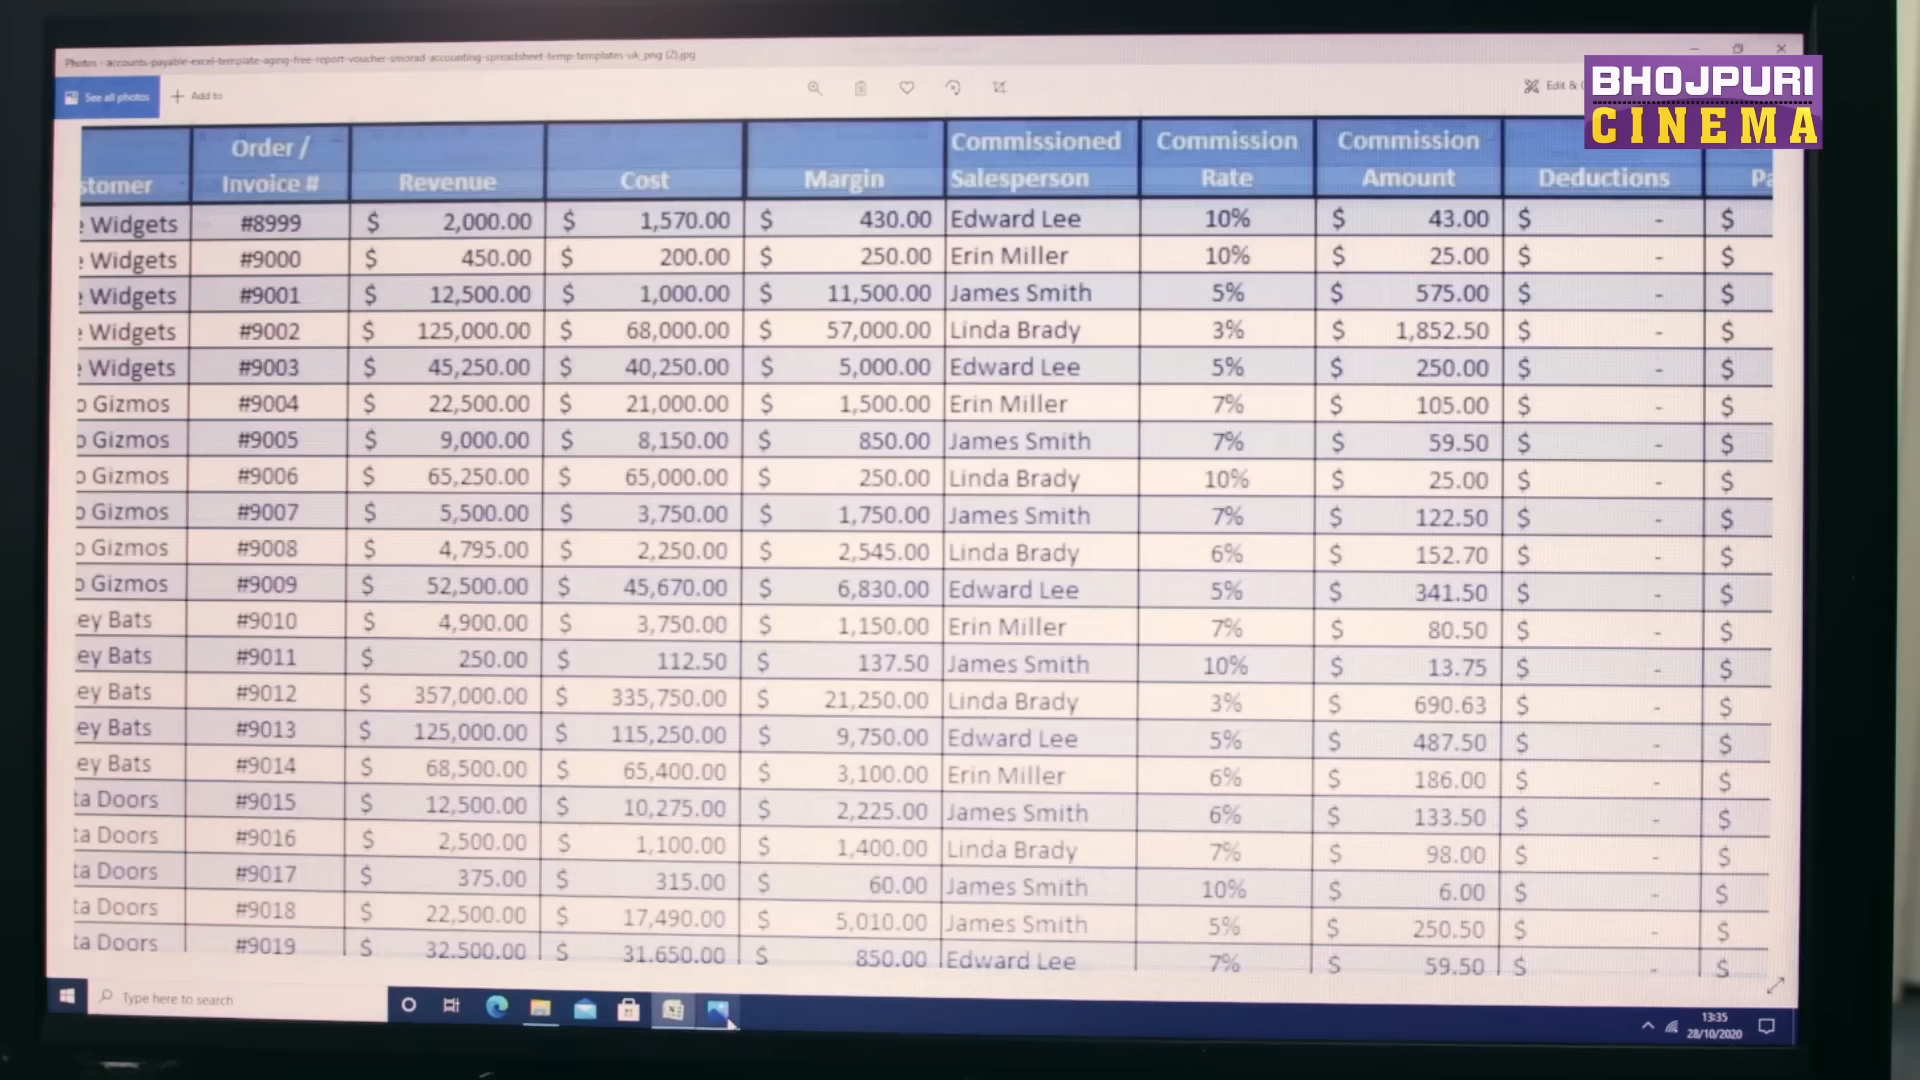 Photos - accounts-payable-excel-template-aging-free-report-voucher-smorad-accounting-spreadsheet-temp-templates-uk_png (2).jpg
See all photos + Add to Edit &
BHOJPURI
CINEMA
stomer Order / Invoice # Revenue Cost Margin Commissioned Salesperson Commission Rate Commission Amount Deductions Pa
Widgets #8999 $ 2,000.00 $ 1,570.00 $ 430.00 Edward Lee 10% $ 43.00 $ - $
Widgets #9000 $ 450.00 $ 200.00 $ 250.00 Erin Miller 10% $ 25.00 $ - $
Widgets #9001 $ 12,500.00 $ 1,000.00 $ 11,500.00 James Smith 5% $ 575.00 $ - $
Widgets #9002 $ 125,000.00 $ 68,000.00 $ 57,000.00 Linda Brady 3% $ 1,852.50 $ - $
Widgets #9003 $ 45,250.00 $ 40,250.00 $ 5,000.00 Edward Lee 5% $ 250.00 $ - $
o Gizmos #9004 $ 22,500.00 $ 21,000.00 $ 1,500.00 Erin Miller 7% $ 105.00 $ - $
o Gizmos #9005 $ 9,000.00 $ 8,150.00 $ 850.00 James Smith 7% $ 59.50 $ - $
o Gizmos #9006 $ 65,250.00 $ 65,000.00 $ 250.00 Linda Brady 10% $ 25.00 $ - $
o Gizmos #9007 $ 5,500.00 $ 3,750.00 $ 1,750.00 James Smith 7% $ 122.50 $ - $
o Gizmos #9008 $ 4,795.00 $ 2,250.00 $ 2,545.00 Linda Brady 6% $ 152.70 $ - $
o Gizmos #9009 $ 52,500.00 $ 45,670.00 $ 6,830.00 Edward Lee 5% $ 341.50 $ - $
ey Bats #9010 $ 4,900.00 $ 3,750.00 $ 1,150.00 Erin Miller 7% $ 80.50 $ - $
ey Bats #9011 $ 250.00 $ 112.50 $ 137.50 James Smith 10% $ 13.75 $ - $
ey Bats #9012 $ 357,000.00 $ 335,750.00 $ 21,250.00 Linda Brady 3% $ 690.63 $ - $
ey Bats #9013 $ 125,000.00 $ 115,250.00 $ 9,750.00 Edward Lee 5% $ 487.50 $ - $
ey Bats #9014 $ 68,500.00 $ 65,400.00 $ 3,100.00 Erin Miller 6% $ 186.00 $ - $
ta Doors #9015 $ 12,500.00 $ 10,275.00 $ 2,225.00 James Smith 6% $ 133.50 $ - $
ta Doors #9016 $ 2,500.00 $ 1,100.00 $ 1,400.00 Linda Brady 7% $ 98.00 $ - $
ta Doors #9017 $ 375.00 $ 315.00 $ 60.00 James Smith 10% $ 6.00 $ - $
ta Doors #9018 $ 22,500.00 $ 17,490.00 $ 5,010.00 James Smith 5% $ 250.50 $ - $
ta Doors #9019 $ 32,500.00 $ 31,650.00 $ 850.00 Edward Lee 7% $ 59.50 $ - $
Type here to search
13:35
28/10/2020